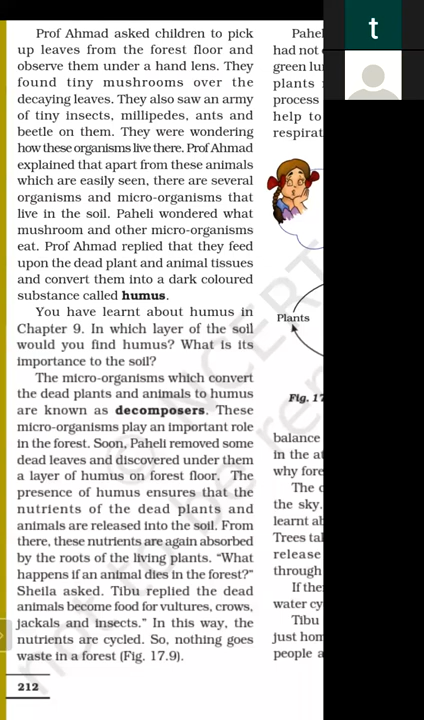 Prof Ahmad asked children to pick
up leaves from the forest floor and
observe them under a hand lens. They
found tiny mushrooms over the
decaying leaves. They also saw an army
of tiny insects, millipedes, ants and
beetle on them. They were wondering
how these organisms live there. Prof Ahmad
explained that apart from these animals
which are easily seen, there are several
organisms and micro-organisms that
live in the soil. Paheli wondered what
mushroom and other micro-organisms
eat. Prof Ahmad replied that they feed
upon the dead plant and animal tissues
and convert them into a dark coloured
substance called humus.
You have learnt about humus in
Chapter 9. In which layer of the soil
would you find humus? What is its
importance to the soil?
The micro-organisms which convert
the dead plants and animals to humus
are known as decomposers. These
micro-organisms play an important role
in the forest. Soon, Paheli removed some
dead leaves and discovered under them
a layer of humus on forest floor. The
presence of humus ensures that the
nutrients of the dead plants and
animals are released into the soil. From
there, these nutrients are again absorbed
by the roots of the living plants. "What
happens if an animal dies in the forest?"
Sheila asked. Tibu replied the dead
animals become food for vultures, crows,
jackals and insects." In this way, the
nutrients are cycled. So, nothing goes
waste in a forest (Fig. 17.9).
212
Pahel
had not
green lu
plants
process
help to
respirat
Plants
Fig. 17
balance
in the at
why fore
The
the sky.
learnt ab
Trees tal
release
through
If the
water cy
Tibu
just hom
people a
t
© NCERT
not to be rep